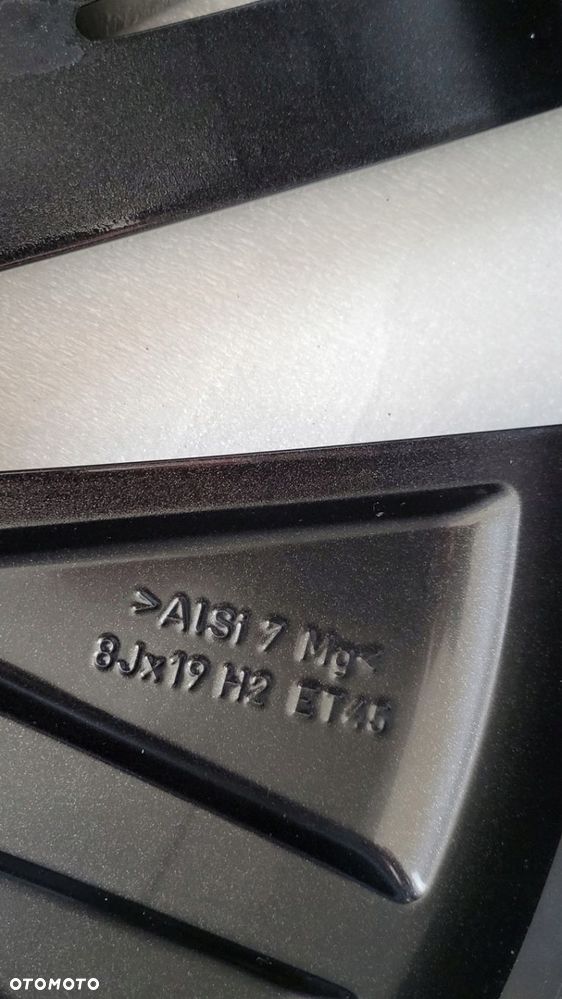 >AlSi 7 Mg<
8Jx19 H2 ET45
OTOMOTO